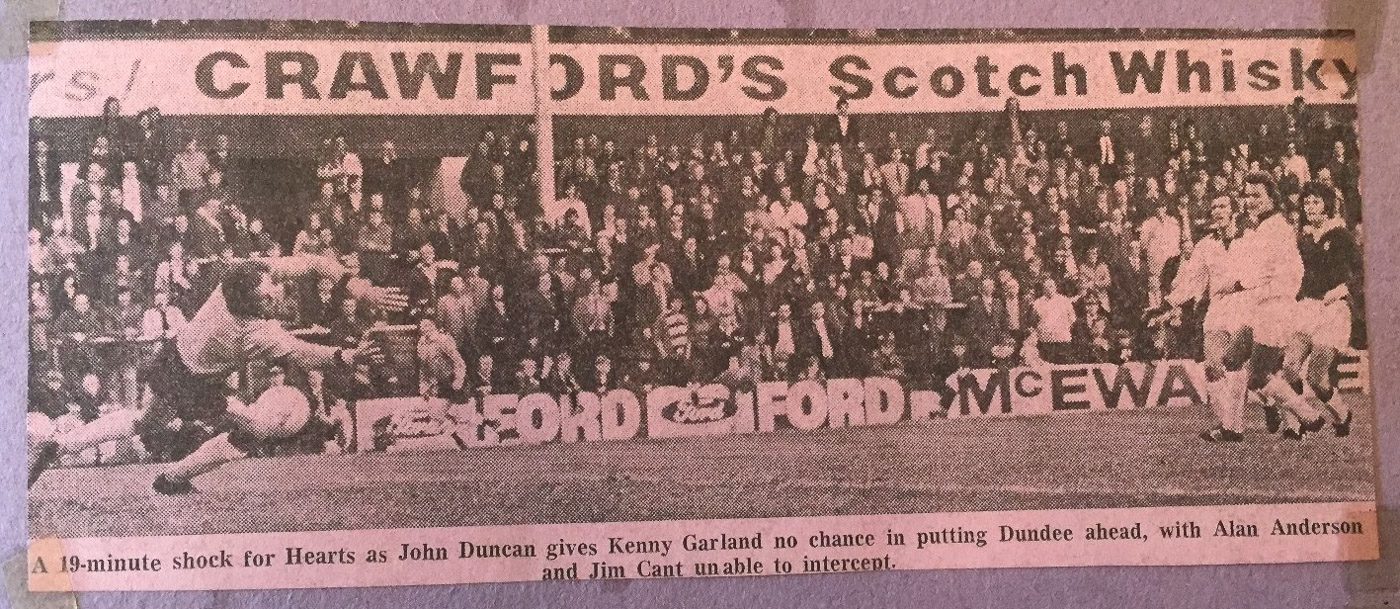 CRAWFORD'S Scotch Whisky
FORD Ford FORD McEWA
A 19-minute shock for Hearts as John Duncan gives Kenny Garland no chance in putting Dundee ahead, with Alan Anderson
and Jim Cant unable to intercept.